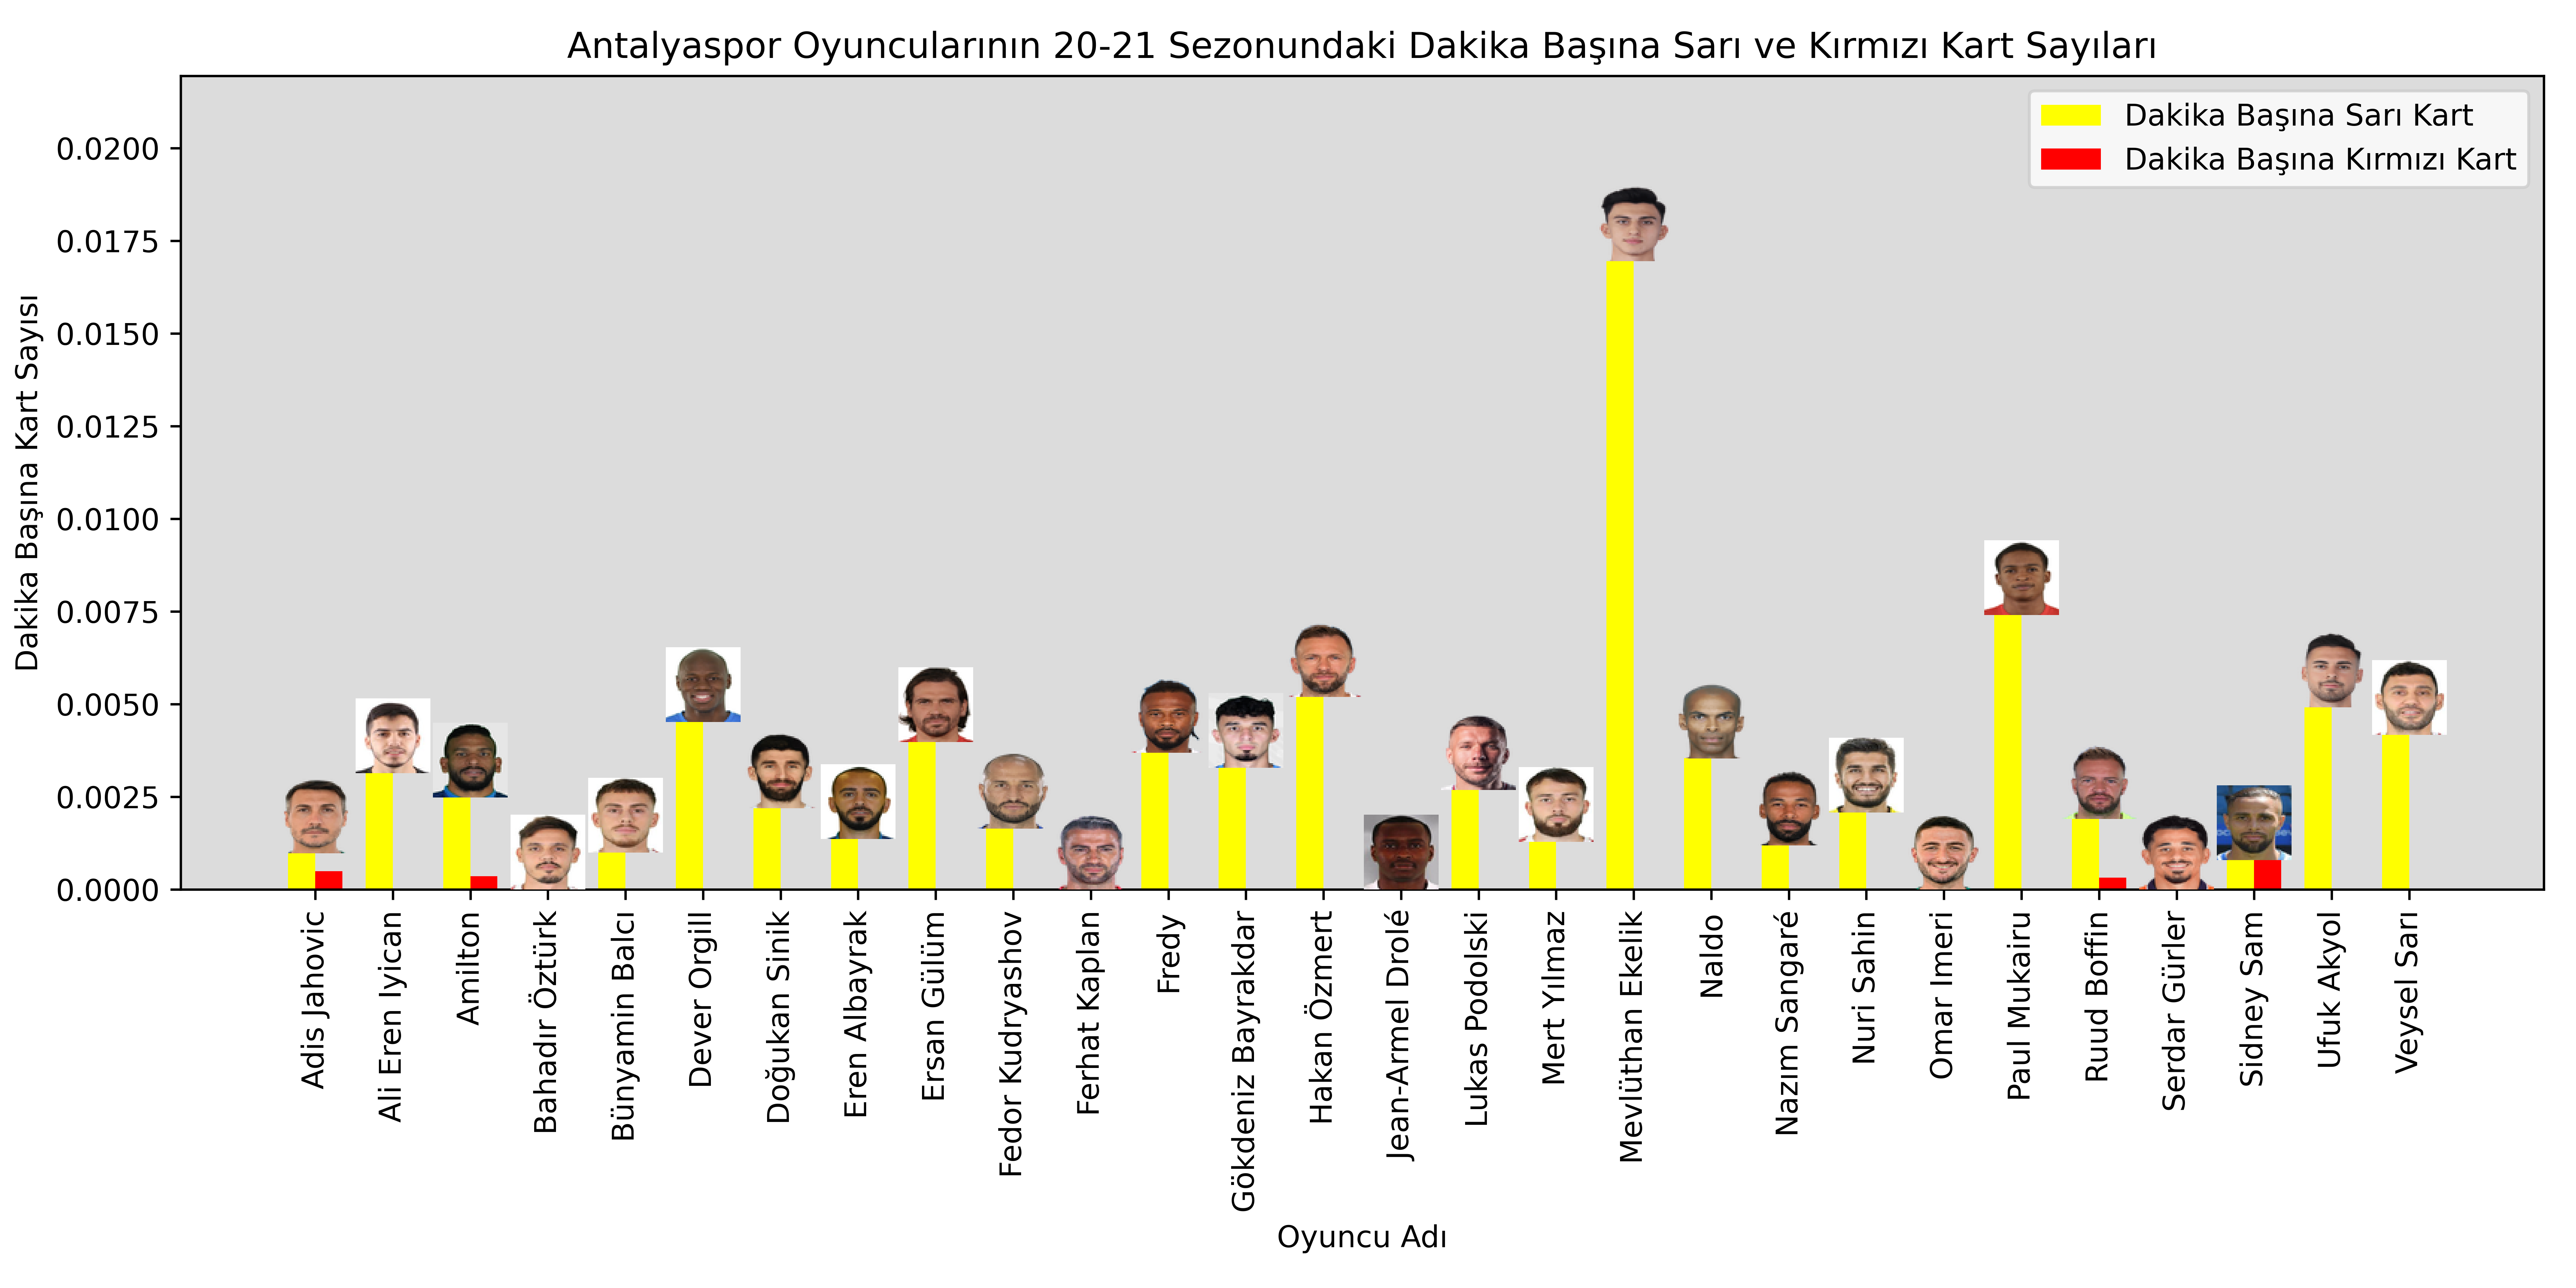 Antalyaspor Oyuncularının 20-21 Sezonundaki Dakika Başına Sarı ve Kırmızı Kart Sayıları
Dakika Başına Sarı Kart
Dakika Başına Kırmızı Kart
Dakika Başına Kart Sayısı
0.0200
0.0175
0.0150
0.0125
0.0100
0.0075
0.0050
0.0025
0.0000
Adis Jahovic
Ali Eren Iyican
Amilton
Bahadır Öztürk
Bünyamin Balcı
Dever Orgill
Doğukan Sinik
Eren Albayrak
Ersan Gülüm
Fedor Kudryashov
Ferhat Kaplan
Fredy
Gökdeniz Bayrakdar
Hakan Özmert
Jean-Armel Drolé
Lukas Podolski
Mert Yılmaz
Mevlüthan Ekelik
Naldo
Nazım Sangaré
Nuri Sahin
Omar Imeri
Paul Mukairu
Ruud Boffin
Serdar Gürler
Sidney Sam
Ufuk Akyol
Veysel Sarı
Oyuncu Adı